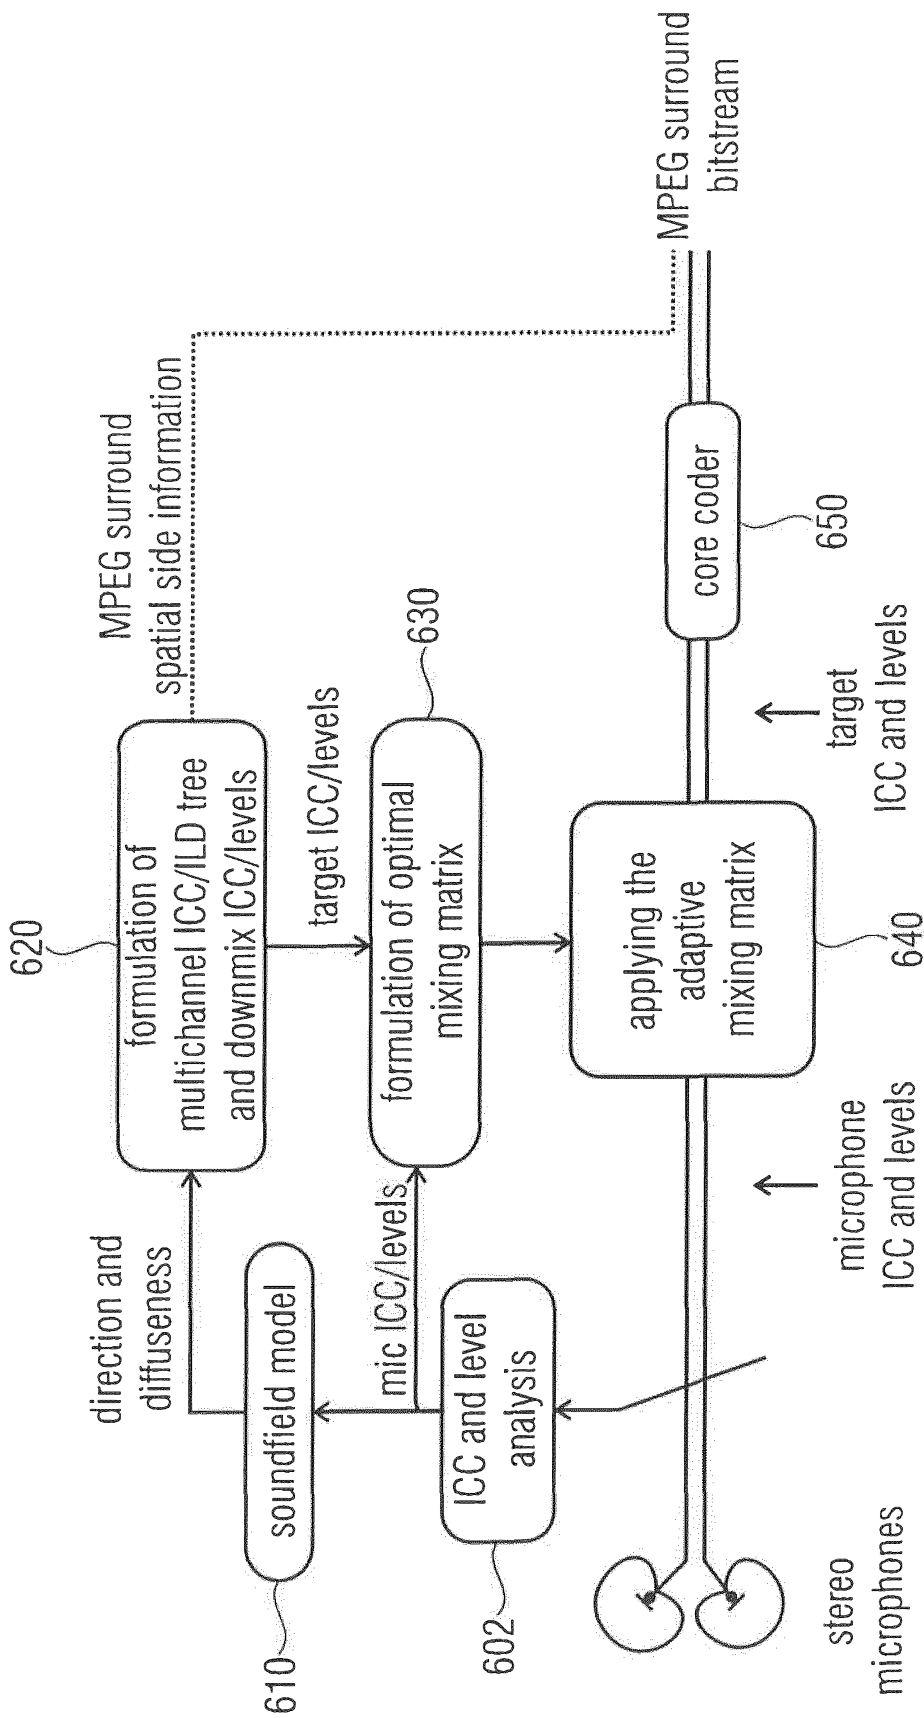 620
formation of
multichannel ICC/ILD tree
and downmix ICC/levels
MPEG surround
spatial side information
direction and
diffuseness
610
soundfield model
target ICC/levels
mic ICC/levels
630
formulation of optimal
mixing matrix
602
ICC and level
analysis
applying the
adaptive
mixing matrix
640
core coder
650
MPEG surround
bitstream
stereo
microphones
microphone
ICC and levels
target
ICC and levels